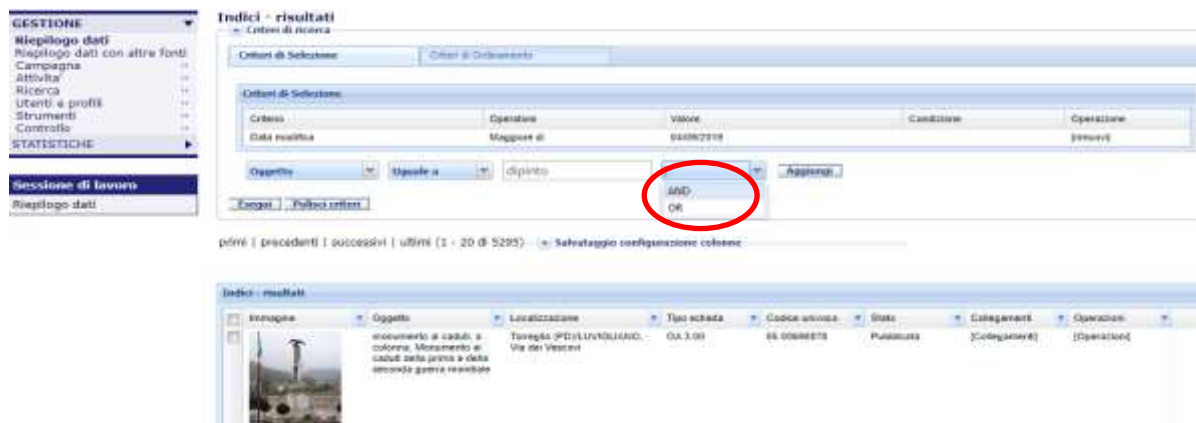 GESTIONE
Riepilogo dati
Riepilogo dati con altre fonti
Campagna
Attivita'
Ricerca
Utenti e profili
Strumenti
Controllo
STATISTICHE
Sessione di lavoro
Riepilogo dati
Indici - risultati
Criteri di ricerca
Criteri di Selezione Criteri di Ordinamento
Criteri di Selezione
Criterio Operatore Valore Condizione Operazione
Data modifica Maggiore di [rimuovi]
Oggetto Uguale a dipinto Aggiungi
AND
OR
Esegui Pulisci criteri
primi | precedenti | successivi | ultimi (1 - 20 di 5295) Salvataggio configurazione colonne
Indici - risultati
Immagine Oggetto Localizzazione Tipo scheda Codice univoco Stato Collegamenti Operazioni
monumento ai caduti, a colonna, Monumento ai caduti della prima e della seconda guerra mondiale
Torreglia (PD)LUVIGLIANO, Via dei Vescovi
OA 3.00
[Collegamenti] [Operazioni]